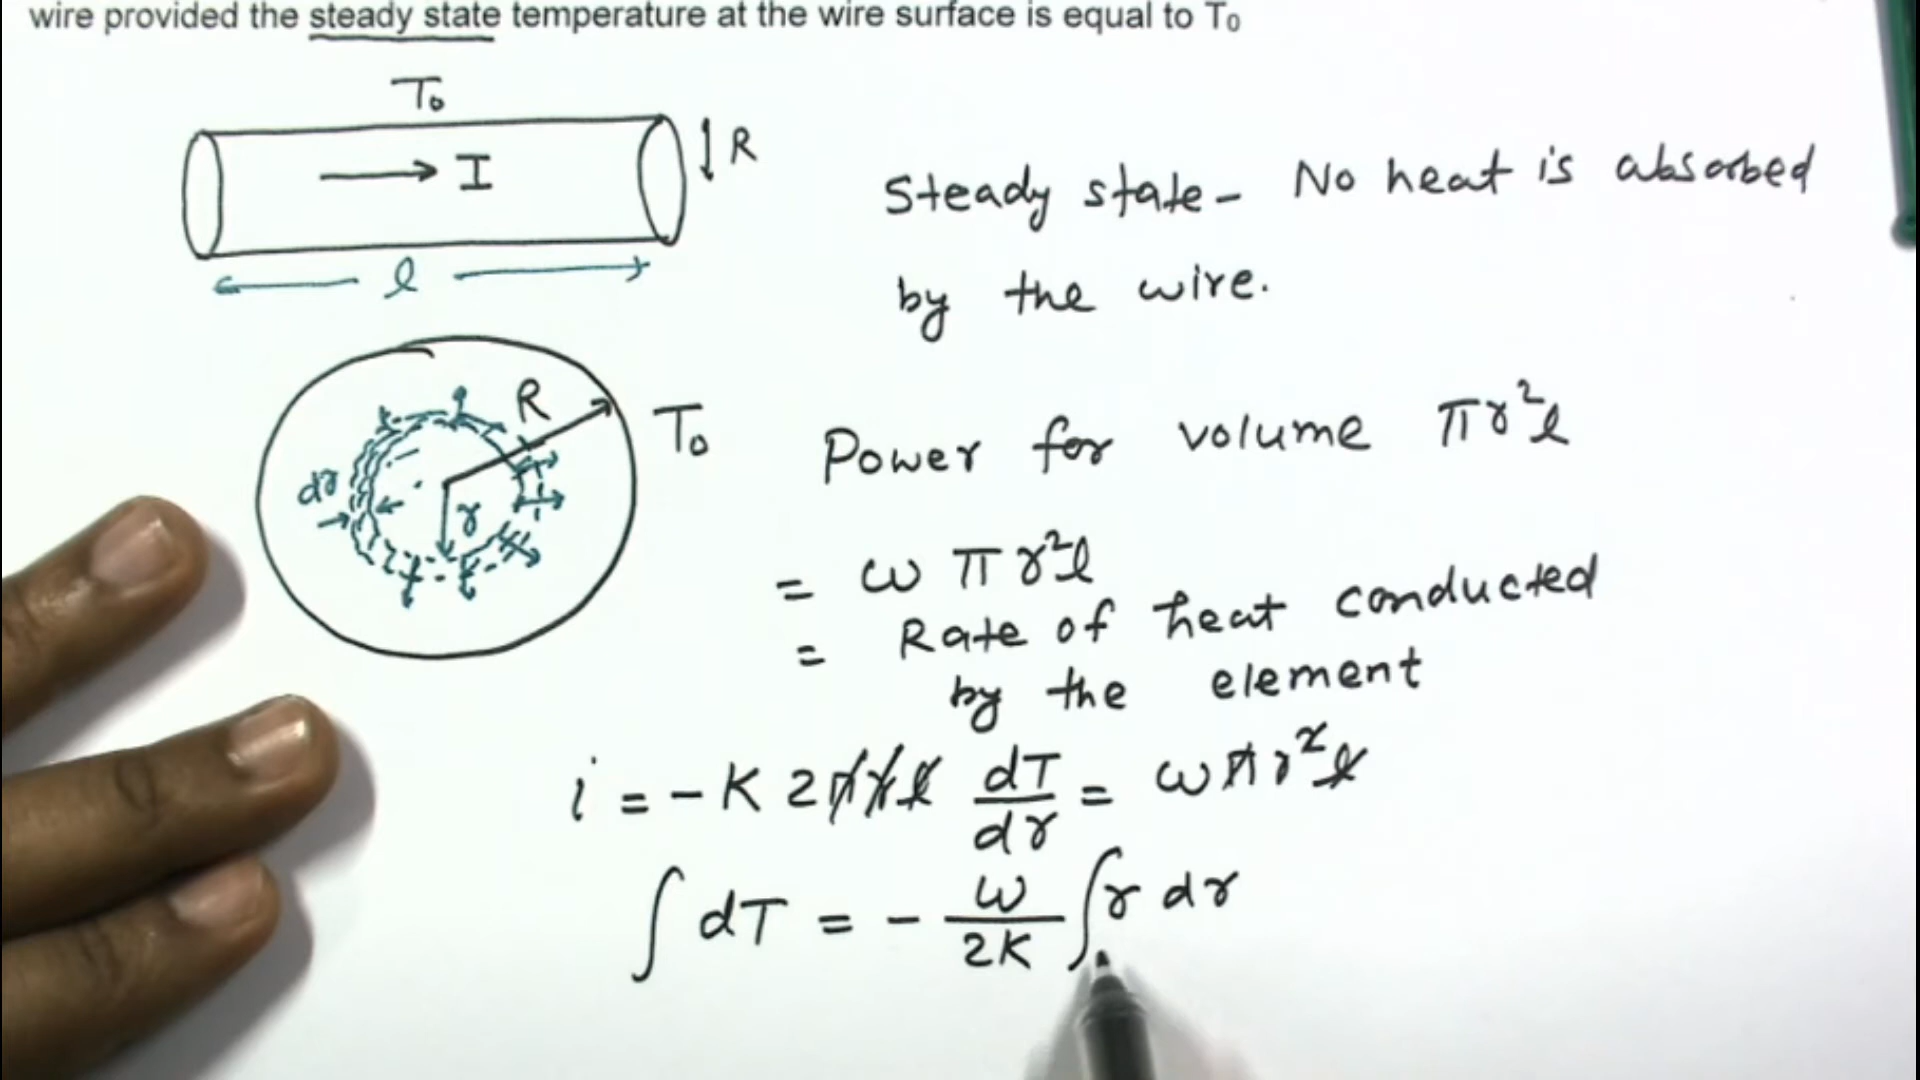 wire provided the steady state temperature at the wire surface is equal to T₀
T₀
I
R
l
Steady state - No heat is absorbed
by the wire.
R
T₀
dr
r
Power for volume πr²l
= ω πr²l
= Rate of heat conducted
by the element
i = -K 2πrl dT/dr = ωπr²l
∫ dT = - ω/2K ∫ r dr